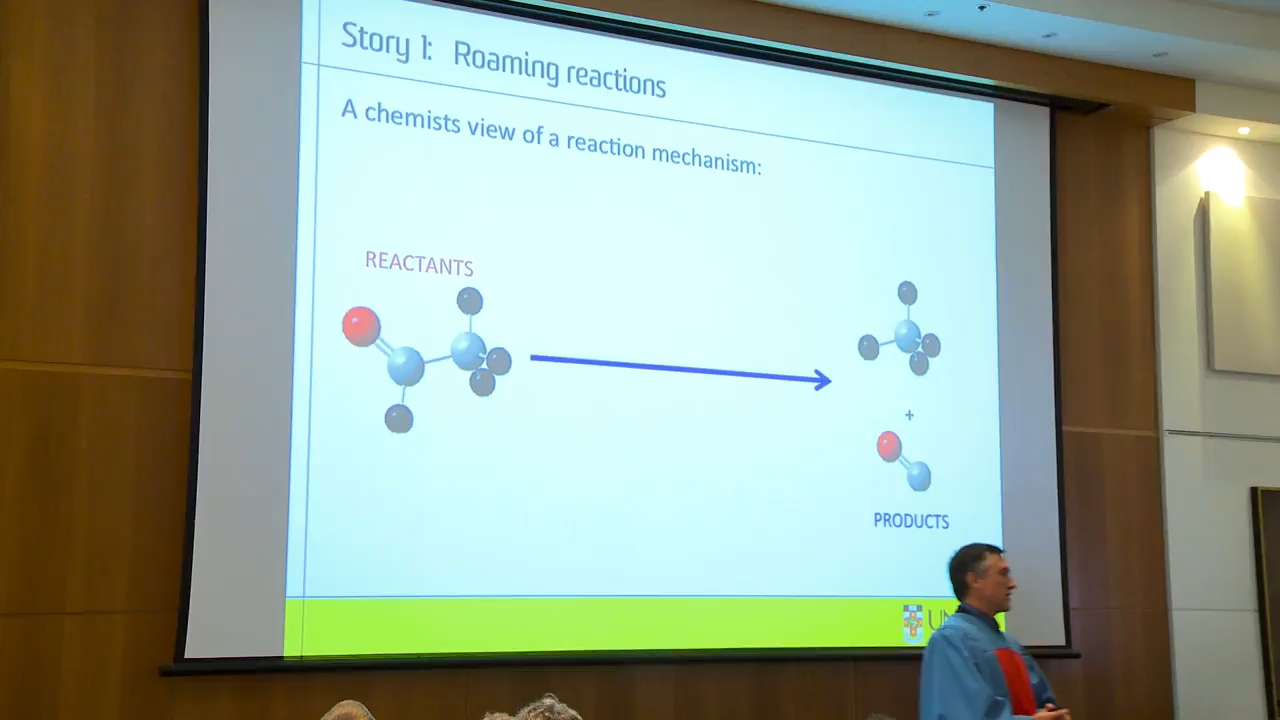 Story 1: Roaming reactions
A chemists view of a reaction mechanism:
REACTANTS
+
PRODUCTS